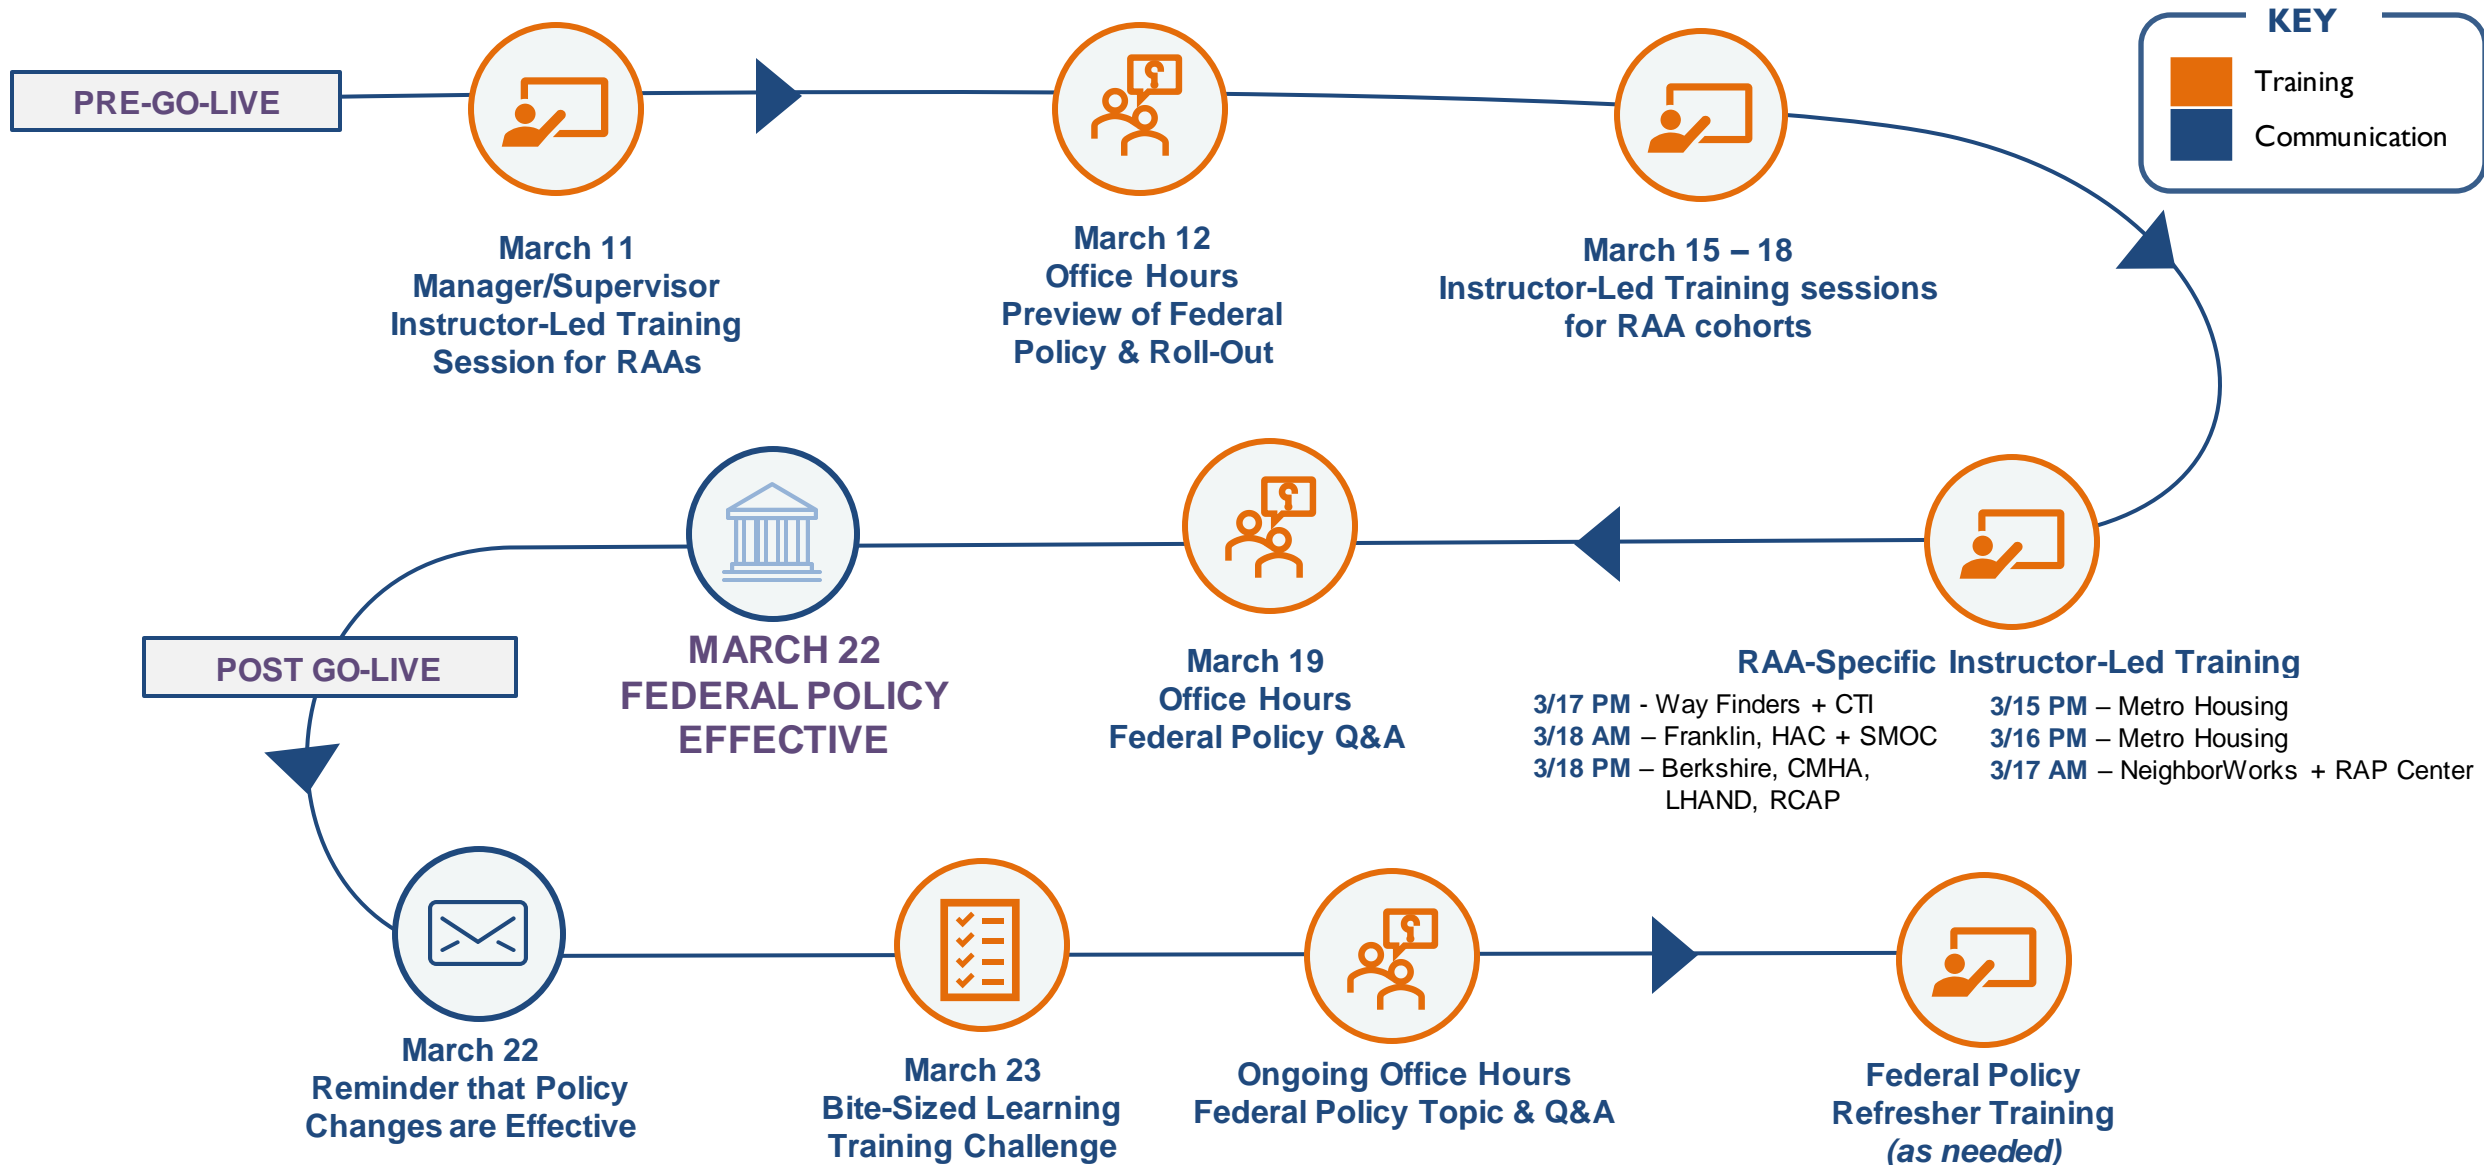 PRE-GO-LIVE
KEY
Training
Communication
March 11
Manager/Supervisor
Instructor-Led Training
Session for RAAs
March 12
Office Hours
Preview of Federal
Policy & Roll-Out
March 15 – 18
Instructor-Led Training sessions
for RAA cohorts
RAA-Specific Instructor-Led Training
3/15 PM – Metro Housing
3/16 PM – Metro Housing
3/17 AM – NeighborWorks + RAP Center
3/17 PM - Way Finders + CTI
3/18 AM – Franklin, HAC + SMOC
3/18 PM – Berkshire, CMHA,
LHAND, RCAP
March 19
Office Hours
Federal Policy Q&A
MARCH 22
FEDERAL POLICY
EFFECTIVE
POST GO-LIVE
March 22
Reminder that Policy
Changes are Effective
March 23
Bite-Sized Learning
Training Challenge
Ongoing Office Hours
Federal Policy Topic & Q&A
Federal Policy
Refresher Training
(as needed)